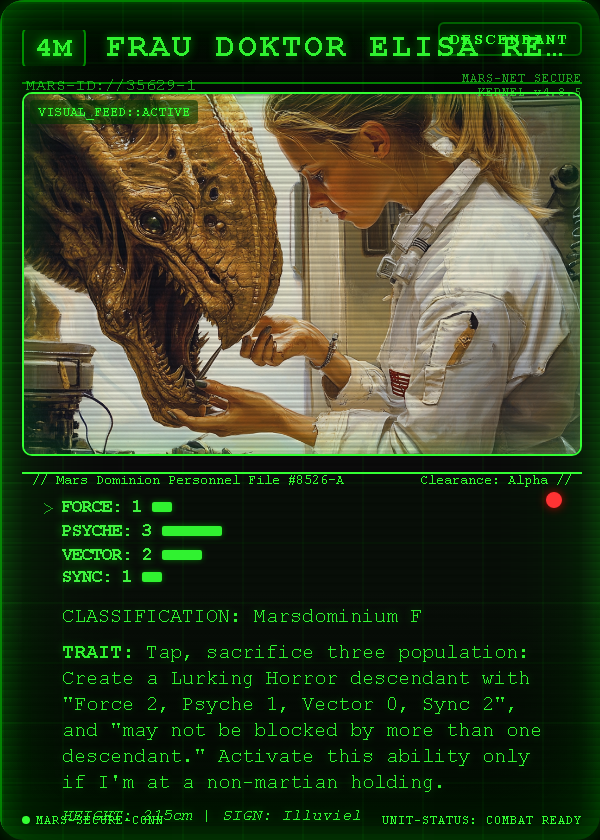 4M FRAU DOKTOR ELISA RE…
DESCENDANT
MARS-ID://35629-1
MARS-NET SECURE
KERNEL v4.8.5
VISUAL_FEED::ACTIVE
// Mars Dominion Personnel File #8526-A Clearance: Alpha //
> FORCE: 1
PSYCHE: 3
VECTOR: 2
SYNC: 1
CLASSIFICATION: Marsdominium F
TRAIT: Tap, sacrifice three population:
Create a Lurking Horror descendant with
"Force 2, Psyche 1, Vector 0, Sync 2",
and "may not be blocked by more than one
descendant." Activate this ability only
if I'm at a non-martian holding.
HEIGHT: 215cm | SIGN: Illuviel
MARS-SECURE-CONN UNIT-STATUS: COMBAT READY